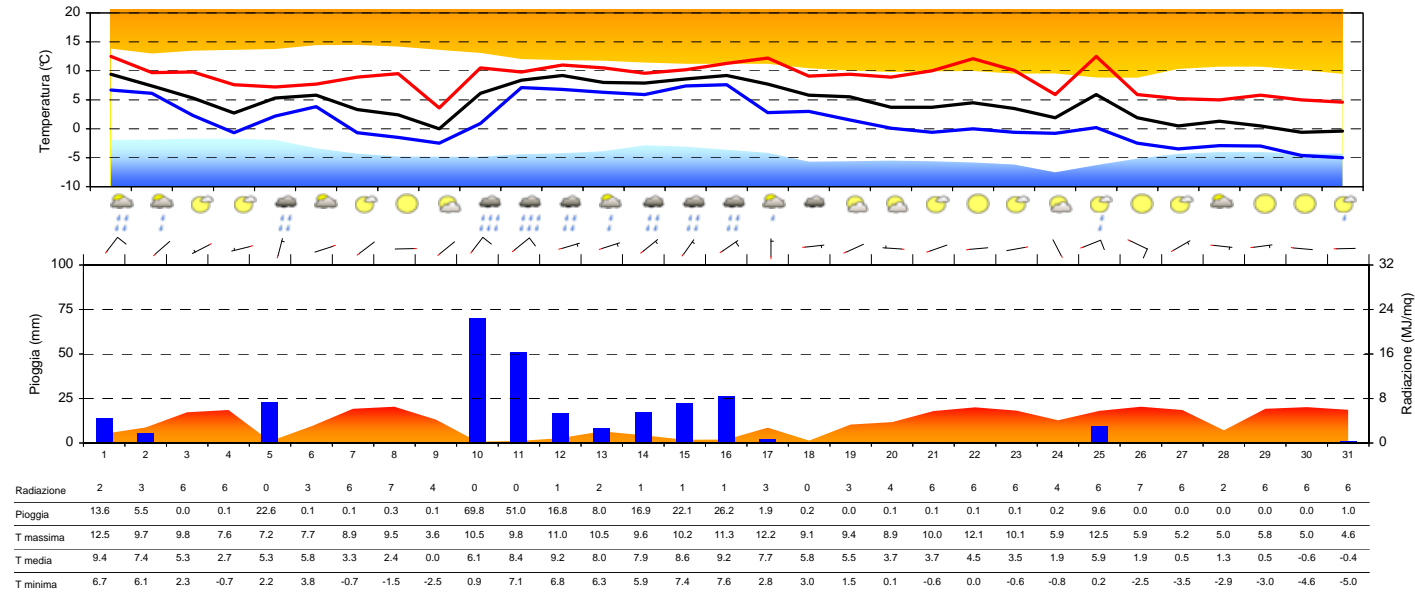 20
15
10
5
0
-5
-10
Temperatura (°C)
100
75
50
25
0
Pioggia (mm)
32
24
16
8
0
Radiazione (MJ/mq)
1 2 3 4 5 6 7 8 9 10 11 12 13 14 15 16 17 18 19 20 21 22 23 24 25 26 27 28 29 30 31
Radiazione 2 3 6 6 0 3 6 7 4 0 0 1 2 1 1 1 3 0 3 4 6 6 6 4 6 7 6 2 6 6 6
Pioggia 13.6 5.5 0.0 0.1 22.6 0.1 0.1 0.3 0.1 69.8 51.0 16.8 8.0 16.9 22.1 26.2 1.9 0.2 0.0 0.1 0.1 0.1 0.1 0.2 9.6 0.0 0.0 0.0 0.0 0.0 1.0
T massima 12.5 9.7 9.8 7.6 7.2 7.7 8.9 9.5 3.6 10.5 9.8 11.0 10.5 9.6 10.2 11.3 12.2 9.1 9.4 8.9 10.0 12.1 10.1 5.9 12.5 5.9 5.2 5.0 5.8 5.0 4.6
T media 9.4 7.4 5.3 2.7 5.3 5.8 3.3 2.4 0.0 6.1 8.4 9.2 8.0 7.9 8.6 9.2 7.7 5.8 5.5 3.7 3.7 4.5 3.5 1.9 5.9 1.9 0.5 1.3 0.5 -0.6 -0.4
T minima 6.7 6.1 2.3 -0.7 2.2 3.8 -0.7 -1.5 -2.5 0.9 7.1 6.8 6.3 5.9 7.4 7.6 2.8 3.0 1.5 0.1 -0.6 0.0 -0.6 -0.8 0.2 -2.5 -3.5 -2.9 -3.0 -4.6 -5.0